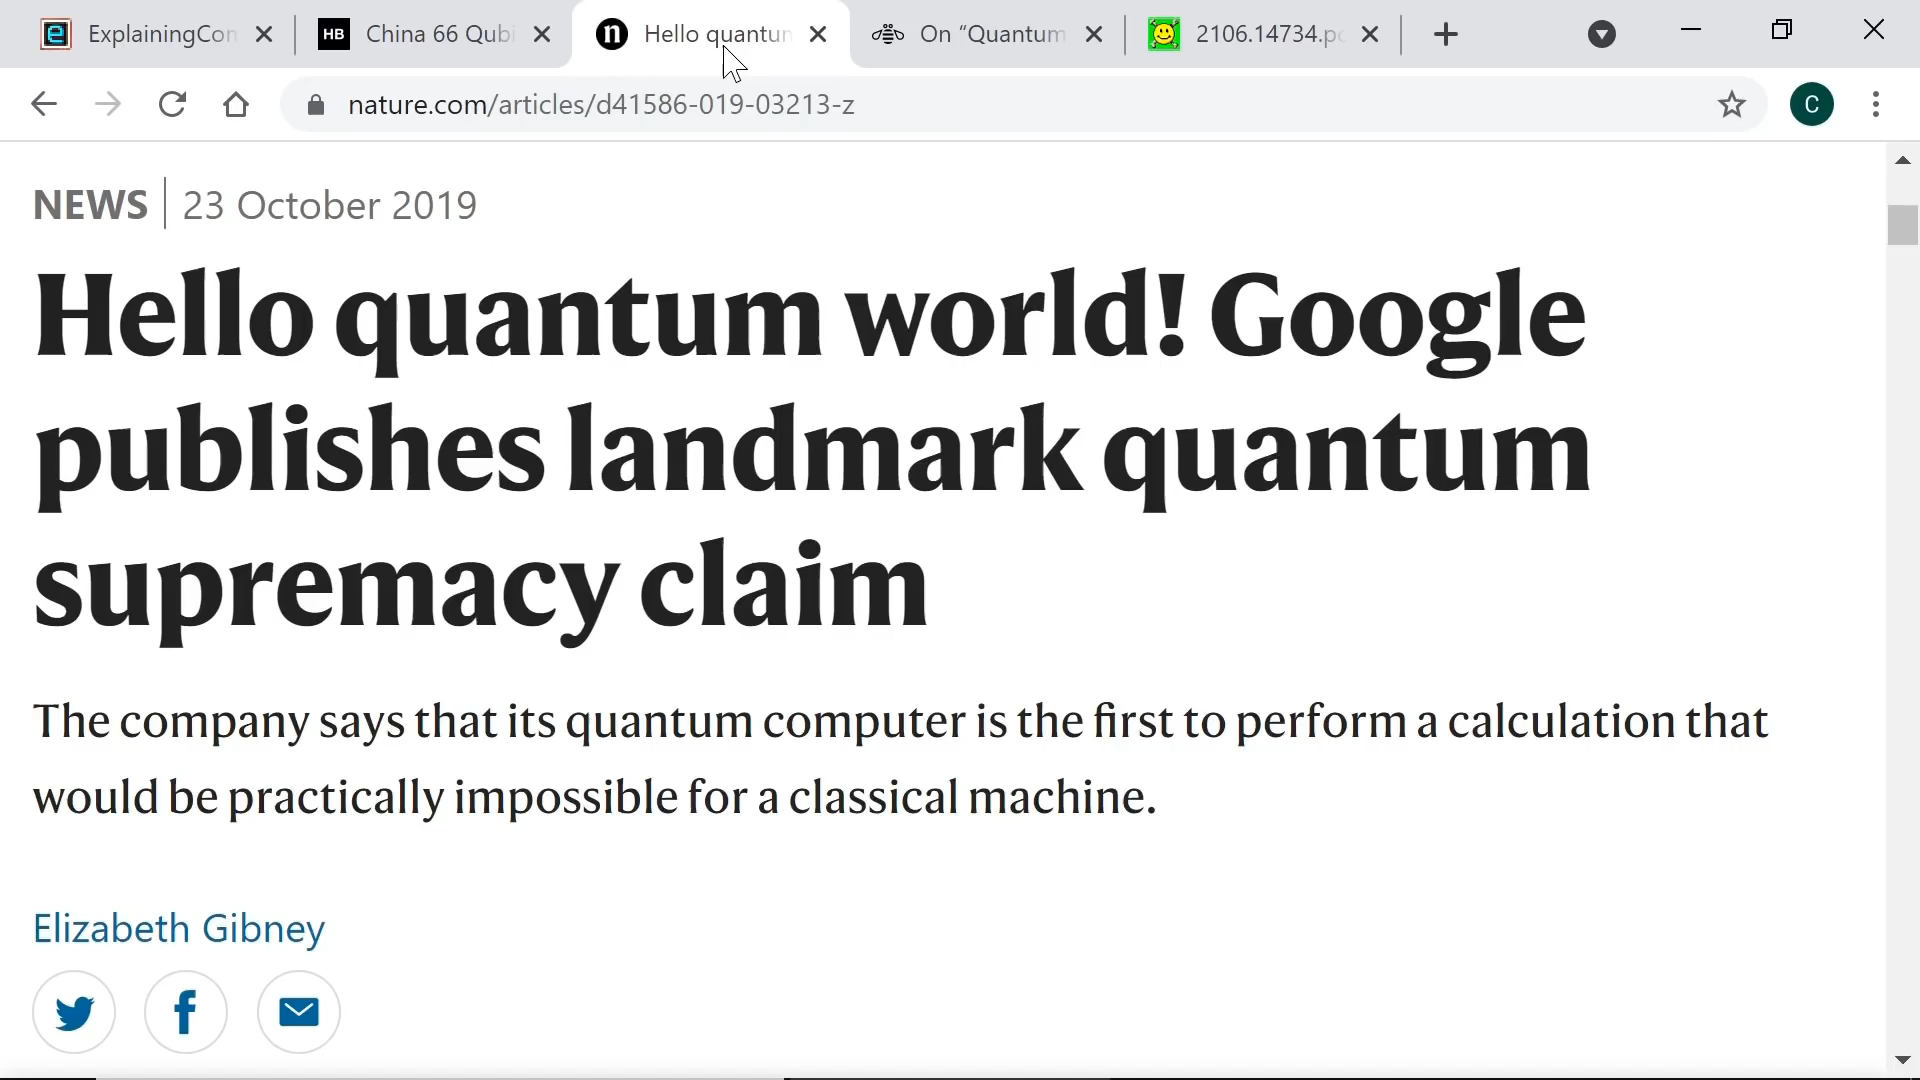 ExplainingCon
HB China 66 Qubi
n Hello quantun
On “Quantum
2106.14734.p
nature.com/articles/d41586-019-03213-z
C
NEWS | 23 October 2019
Hello quantum world! Google
publishes landmark quantum
supremacy claim
The company says that its quantum computer is the first to perform a calculation that
would be practically impossible for a classical machine.
Elizabeth Gibney